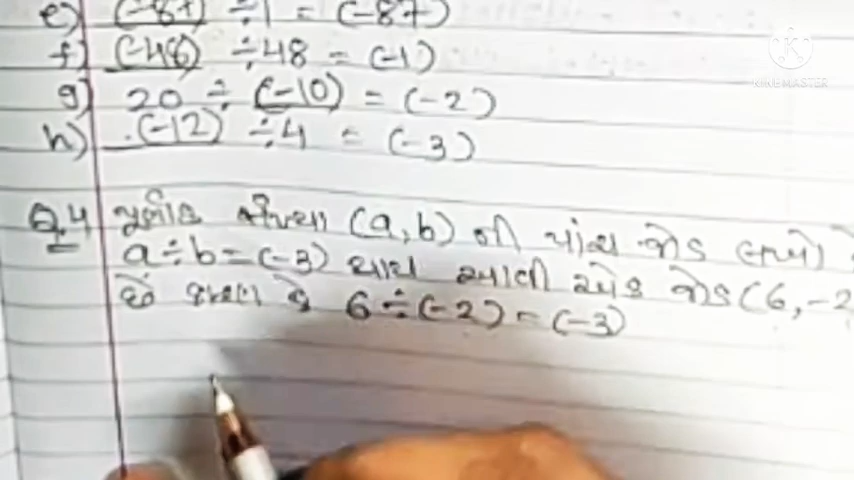 e) (-87) ÷ 1 = (-87)
f) (-48) ÷ 48 = (-1)
g) 20 ÷ (-10) = (-2)
h) (-12) ÷ 4 = (-3)
Q.4 પૂર્ણાંક સંખ્યા (a,b) ની પાંચ જોડ લખો
a÷b=(-3) થાય આવી એક જોડ (6,-2
છે કારણ કે 6÷(-2)=(-3)
KINEMASTER